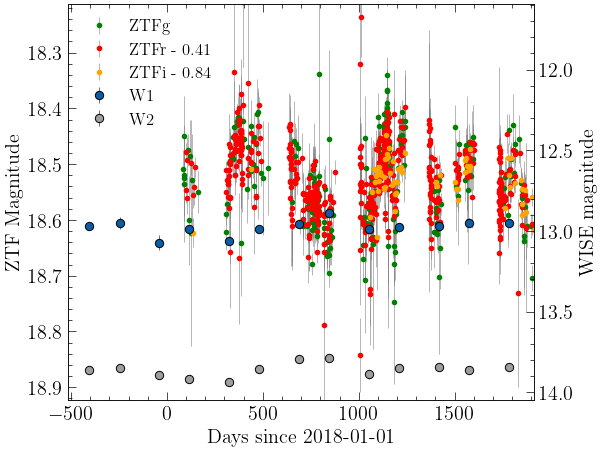 ZTFg
ZTFr - 0.41
ZTFi - 0.84
W1
W2
18.3
18.4
18.5
18.6
18.7
18.8
18.9
ZTF Magnitude
12.0
12.5
13.0
13.5
14.0
WISE magnitude
−500
0
500
1000
1500
Days since 2018-01-01